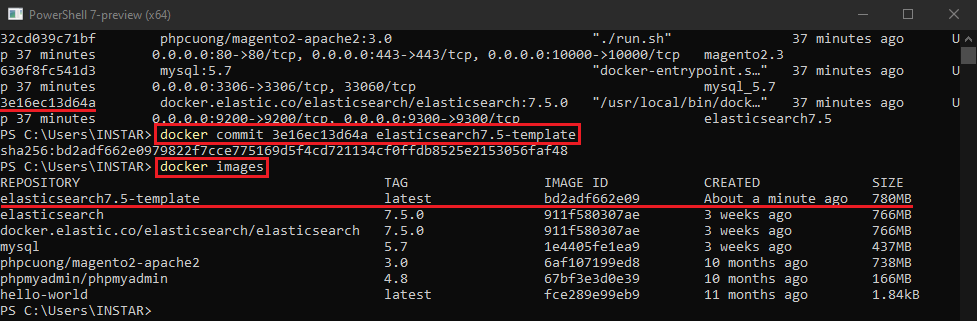 PowerShell 7-preview (x64)
32cd039c71bf phpcuong/magento2-apache2:3.0 "./run.sh" 37 minutes ago U
p 37 minutes 0.0.0.0:80->80/tcp, 0.0.0.0:443->443/tcp, 0.0.0.0:10000->10000/tcp magento2.3
630f8fc541d3 mysql:5.7 "docker-entrypoint.s…" 37 minutes ago U
p 37 minutes 0.0.0.0:3306->3306/tcp, 33060/tcp mysql_5.7
3e16ec13d64a docker.elastic.co/elasticsearch/elasticsearch:7.5.0 "/usr/local/bin/dock…" 37 minutes ago U
p 37 minutes 0.0.0.0:9200->9200/tcp, 0.0.0.0:9300->9300/tcp elasticsearch7.5
PS C:\Users\INSTAR> docker commit 3e16ec13d64a elasticsearch7.5-template
sha256:bd2adf662e0979822f7cce775169d5f4cd721134cf0ffdb8525e2153056faf48
PS C:\Users\INSTAR> docker images
REPOSITORY TAG IMAGE ID CREATED SIZE
elasticsearch7.5-template latest bd2adf662e09 About a minute ago 780MB
elasticsearch 7.5.0 911f580307ae 3 weeks ago 766MB
docker.elastic.co/elasticsearch/elasticsearch 7.5.0 911f580307ae 3 weeks ago 766MB
mysql 5.7 1e4405fe1ea9 3 weeks ago 437MB
phpcuong/magento2-apache2 3.0 6af107199ed8 10 months ago 738MB
phpmyadmin/phpmyadmin 4.8 67bf3e3d0e39 10 months ago 166MB
hello-world latest fce289e99eb9 11 months ago 1.84kB
PS C:\Users\INSTAR>